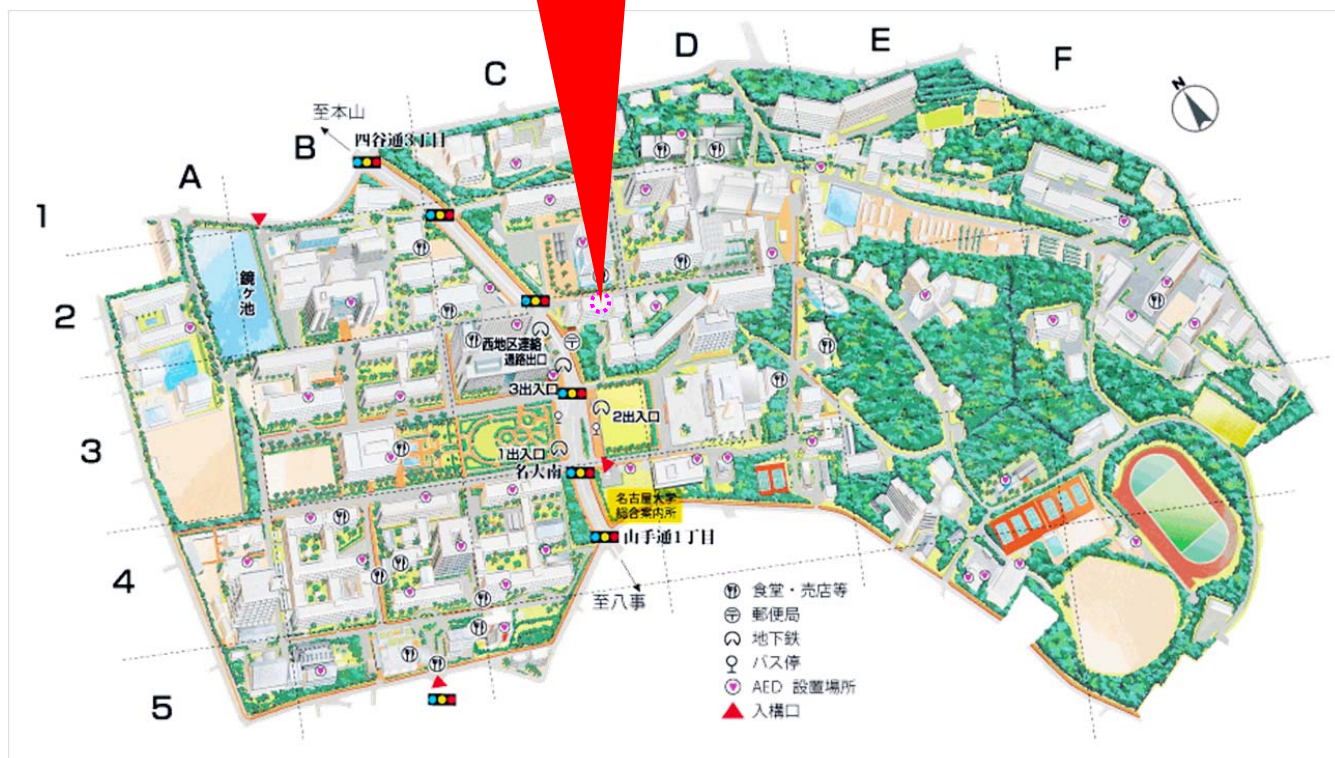 D
E
F
C
N
至本山
四谷通3丁目
B
A
1
鏡ヶ池
2
西地区連絡
通路出口
3出入口
2出入口
3
1出入口
名大南
名古屋大学
総合案内所
山手通1丁目
4
至八事
食堂・売店等
郵便局
地下鉄
バス停
AED 設置場所
入構口
5